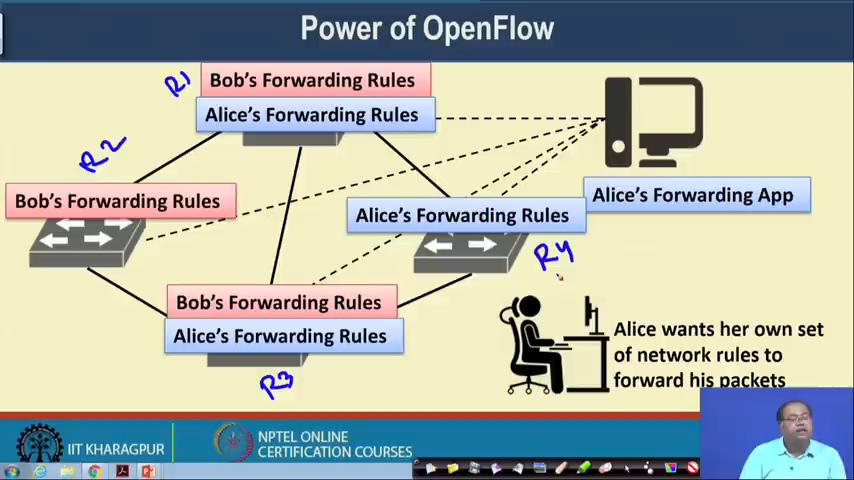 Power of OpenFlow
R1
Bob's Forwarding Rules
Alice's Forwarding Rules
R2
Bob's Forwarding Rules
Alice's Forwarding Rules
Alice's Forwarding App
R4
Bob's Forwarding Rules
Alice's Forwarding Rules
R3
Alice wants her own set
of network rules to
forward his packets
IIT KHARAGPUR
NPTEL ONLINE
CERTIFICATION COURSES